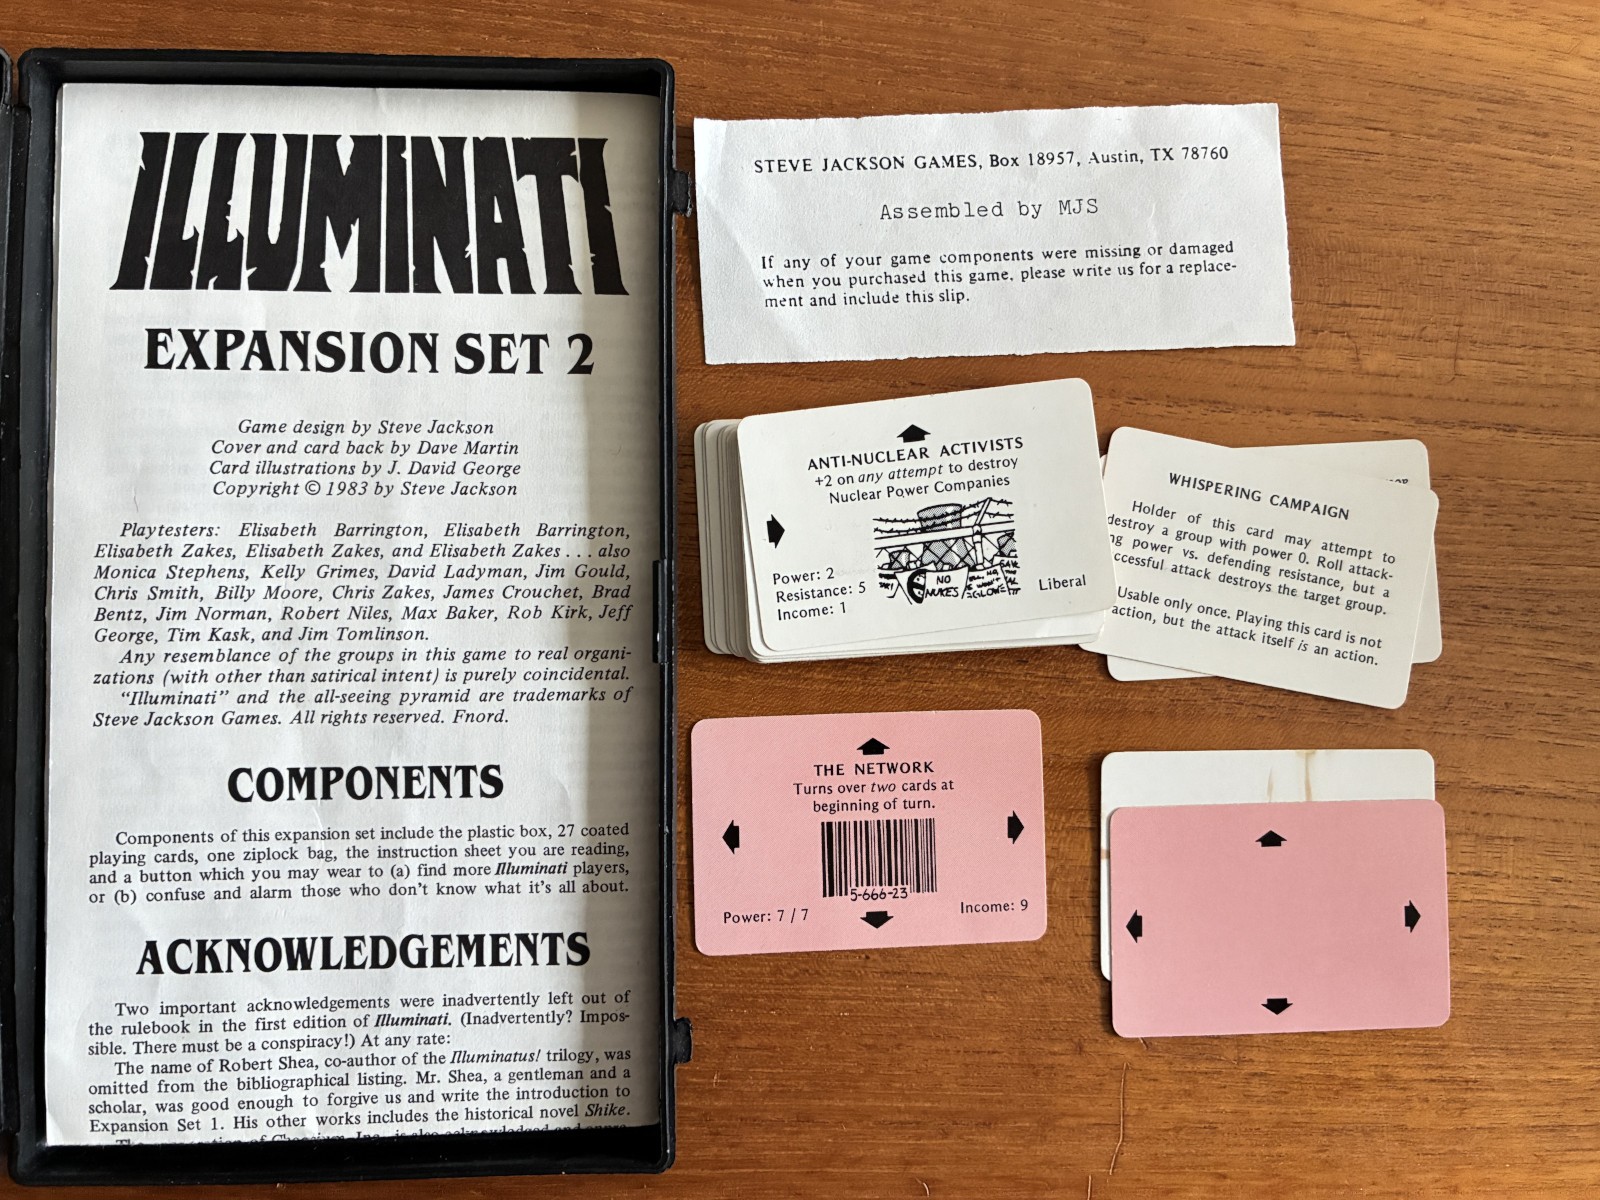 ILLUMINATI
EXPANSION SET 2
Game design by Steve Jackson
Cover and card back by Dave Martin
Card illustrations by J. David George
Copyright © 1983 by Steve Jackson
Playtesters: Elisabeth Barrington, Elisabeth Barrington,
Elisabeth Zakes, Elisabeth Zakes, and Elisabeth Zakes . . . also
Monica Stephens, Kelly Grimes, David Ladyman, Jim Gould,
Chris Smith, Billy Moore, Chris Zakes, James Crouchet, Brad
Bentz, Jim Norman, Robert Niles, Max Baker, Rob Kirk, Jeff
George, Tim Kask, and Jim Tomlinson.
Any resemblance of the groups in this game to real organi-
zations (with other than satirical intent) is purely coincidental.
“Illuminati” and the all-seeing pyramid are trademarks of
Steve Jackson Games. All rights reserved. Fnord.
COMPONENTS
Components of this expansion set include the plastic box, 27 coated
playing cards, one ziplock bag, the instruction sheet you are reading,
and a button which you may wear to (a) find more Illuminati players,
or (b) confuse and alarm those who don’t know what it’s all about.
ACKNOWLEDGEMENTS
Two important acknowledgements were inadvertently left out of
the rulebook in the first edition of Illuminati. (Inadvertently? Impos-
sible. There must be a conspiracy!) At any rate:
The name of Robert Shea, co-author of the Illuminatus! trilogy, was
omitted from the bibliographical listing. Mr. Shea, a gentleman and a
scholar, was good enough to forgive us and write the introduction to
Expansion Set 1. His other works includes the historical novel Shike.
STEVE JACKSON GAMES, Box 18957, Austin, TX 78760
Assembled by MJS
If any of your game components were missing or damaged
when you purchased this game, please write us for a replace-
ment and include this slip.
ANTI-NUCLEAR ACTIVISTS
+2 on any attempt to destroy
Nuclear Power Companies
NO
NUKES
Power: 2
Resistance: 5
Income: 1
Liberal
WHISPERING CAMPAIGN
Holder of this card may attempt to
destroy a group with power 0. Roll attack-
ng power vs. defending resistance, but a
ccessful attack destroys the target group.
Usable only once. Playing this card is not
action, but the attack itself is an action.
THE NETWORK
Turns over two cards at
beginning of turn.
5-666-23
Power: 7 / 7
Income: 9